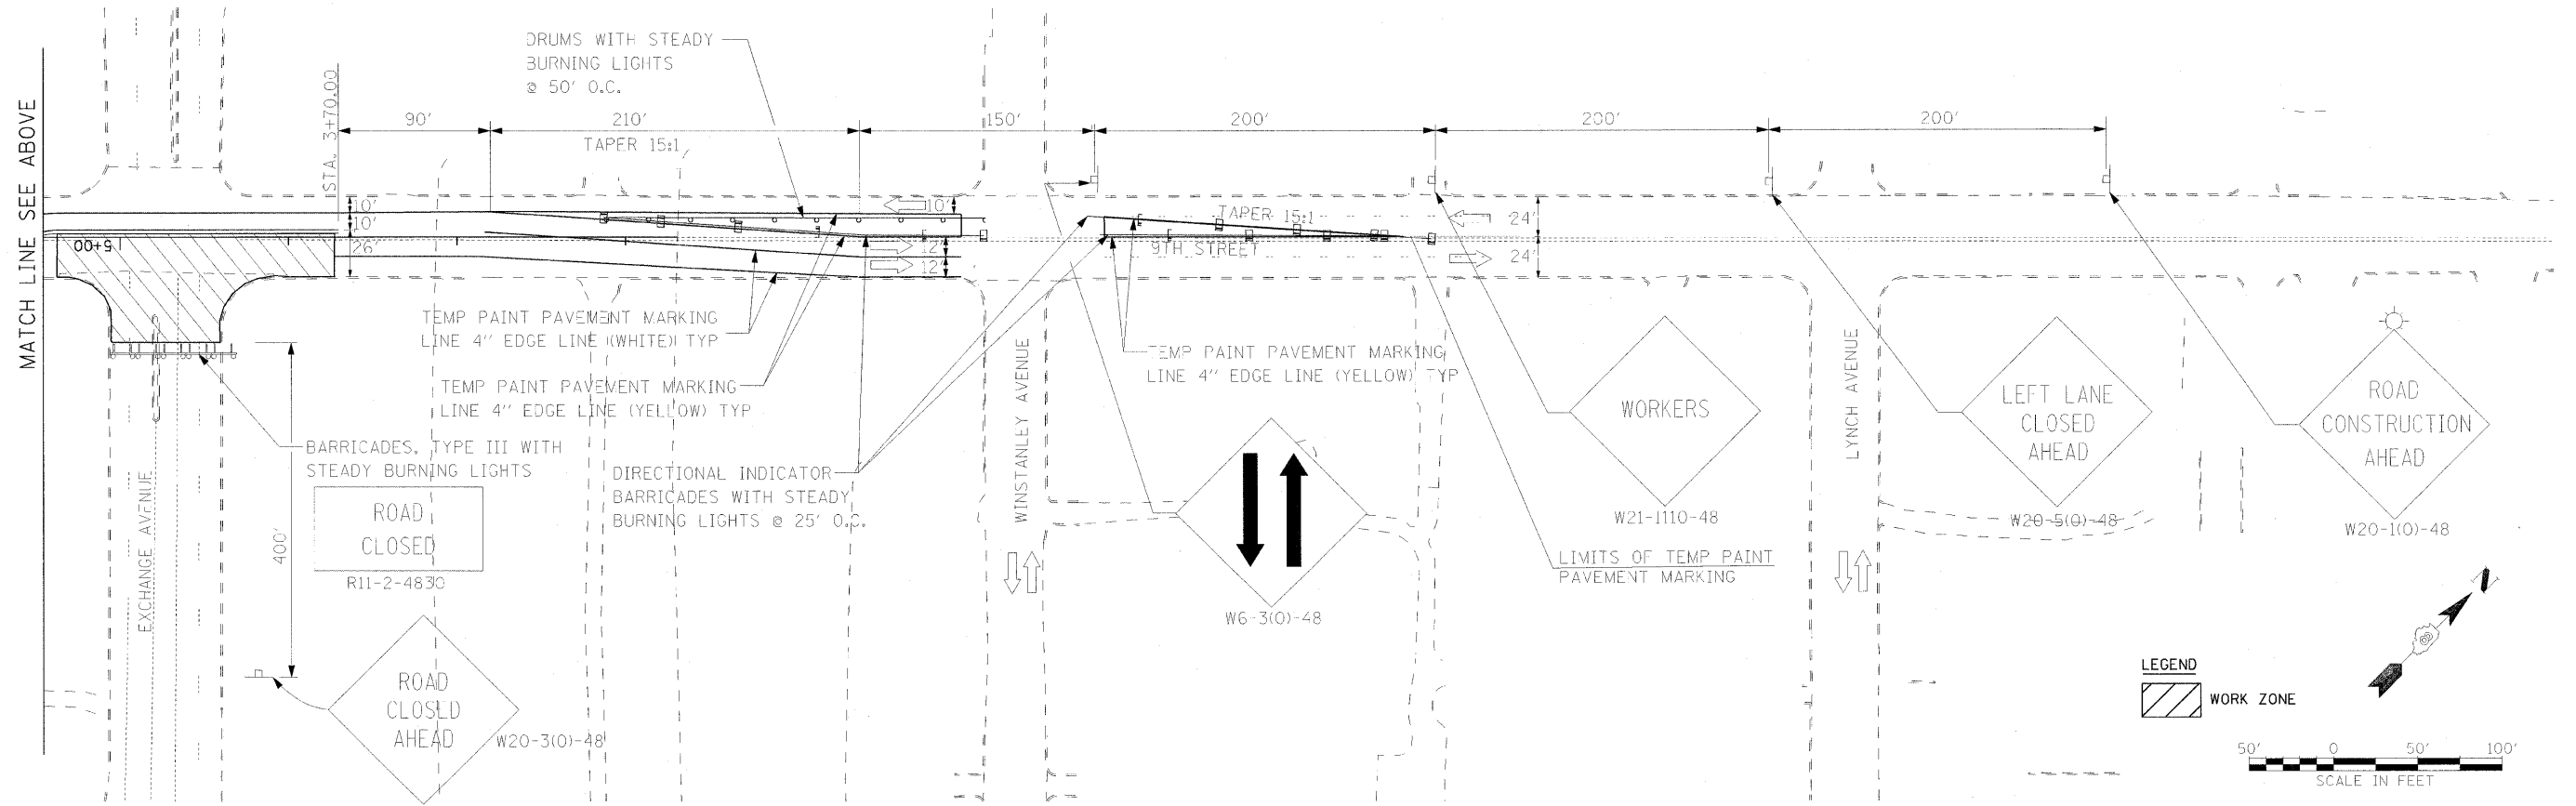 MATCH LINE SEE ABOVE
DRUMS WITH STEADY
BURNING LIGHTS
@ 50' O.C.
STA. 3+70.00
90'
210'
TAPER 15:1
150'
200'
200'
200'
10'
10'
26'
5+00
10'
12'
12'
TAPER 15:1
9TH STREET
24'
24'
TEMP PAINT PAVEMENT MARKING
LINE 4" EDGE LINE (WHITE) TYP
TEMP PAINT PAVEMENT MARKING
LINE 4" EDGE LINE (YELLOW) TYP
TEMP PAINT PAVEMENT MARKING
LINE 4" EDGE LINE (YELLOW) TYP
BARRICADES, TYPE III WITH
STEADY BURNING LIGHTS
DIRECTIONAL INDICATOR
BARRICADES WITH STEADY
BURNING LIGHTS @ 25' O.C.
ROAD
CLOSED
R11-2-4830
400'
EXCHANGE AVENUE
ROAD
CLOSED
AHEAD
W20-3(O)-48
WINSTANLEY AVENUE
W6-3(O)-48
WORKERS
W21-1110-48
LIMITS OF TEMP PAINT
PAVEMENT MARKING
LYNCH AVENUE
LEFT LANE
CLOSED
AHEAD
W20-5(O)-48
ROAD
CONSTRUCTION
AHEAD
W20-1(O)-48
N
LEGEND
WORK ZONE
50' 0 50' 100'
SCALE IN FEET